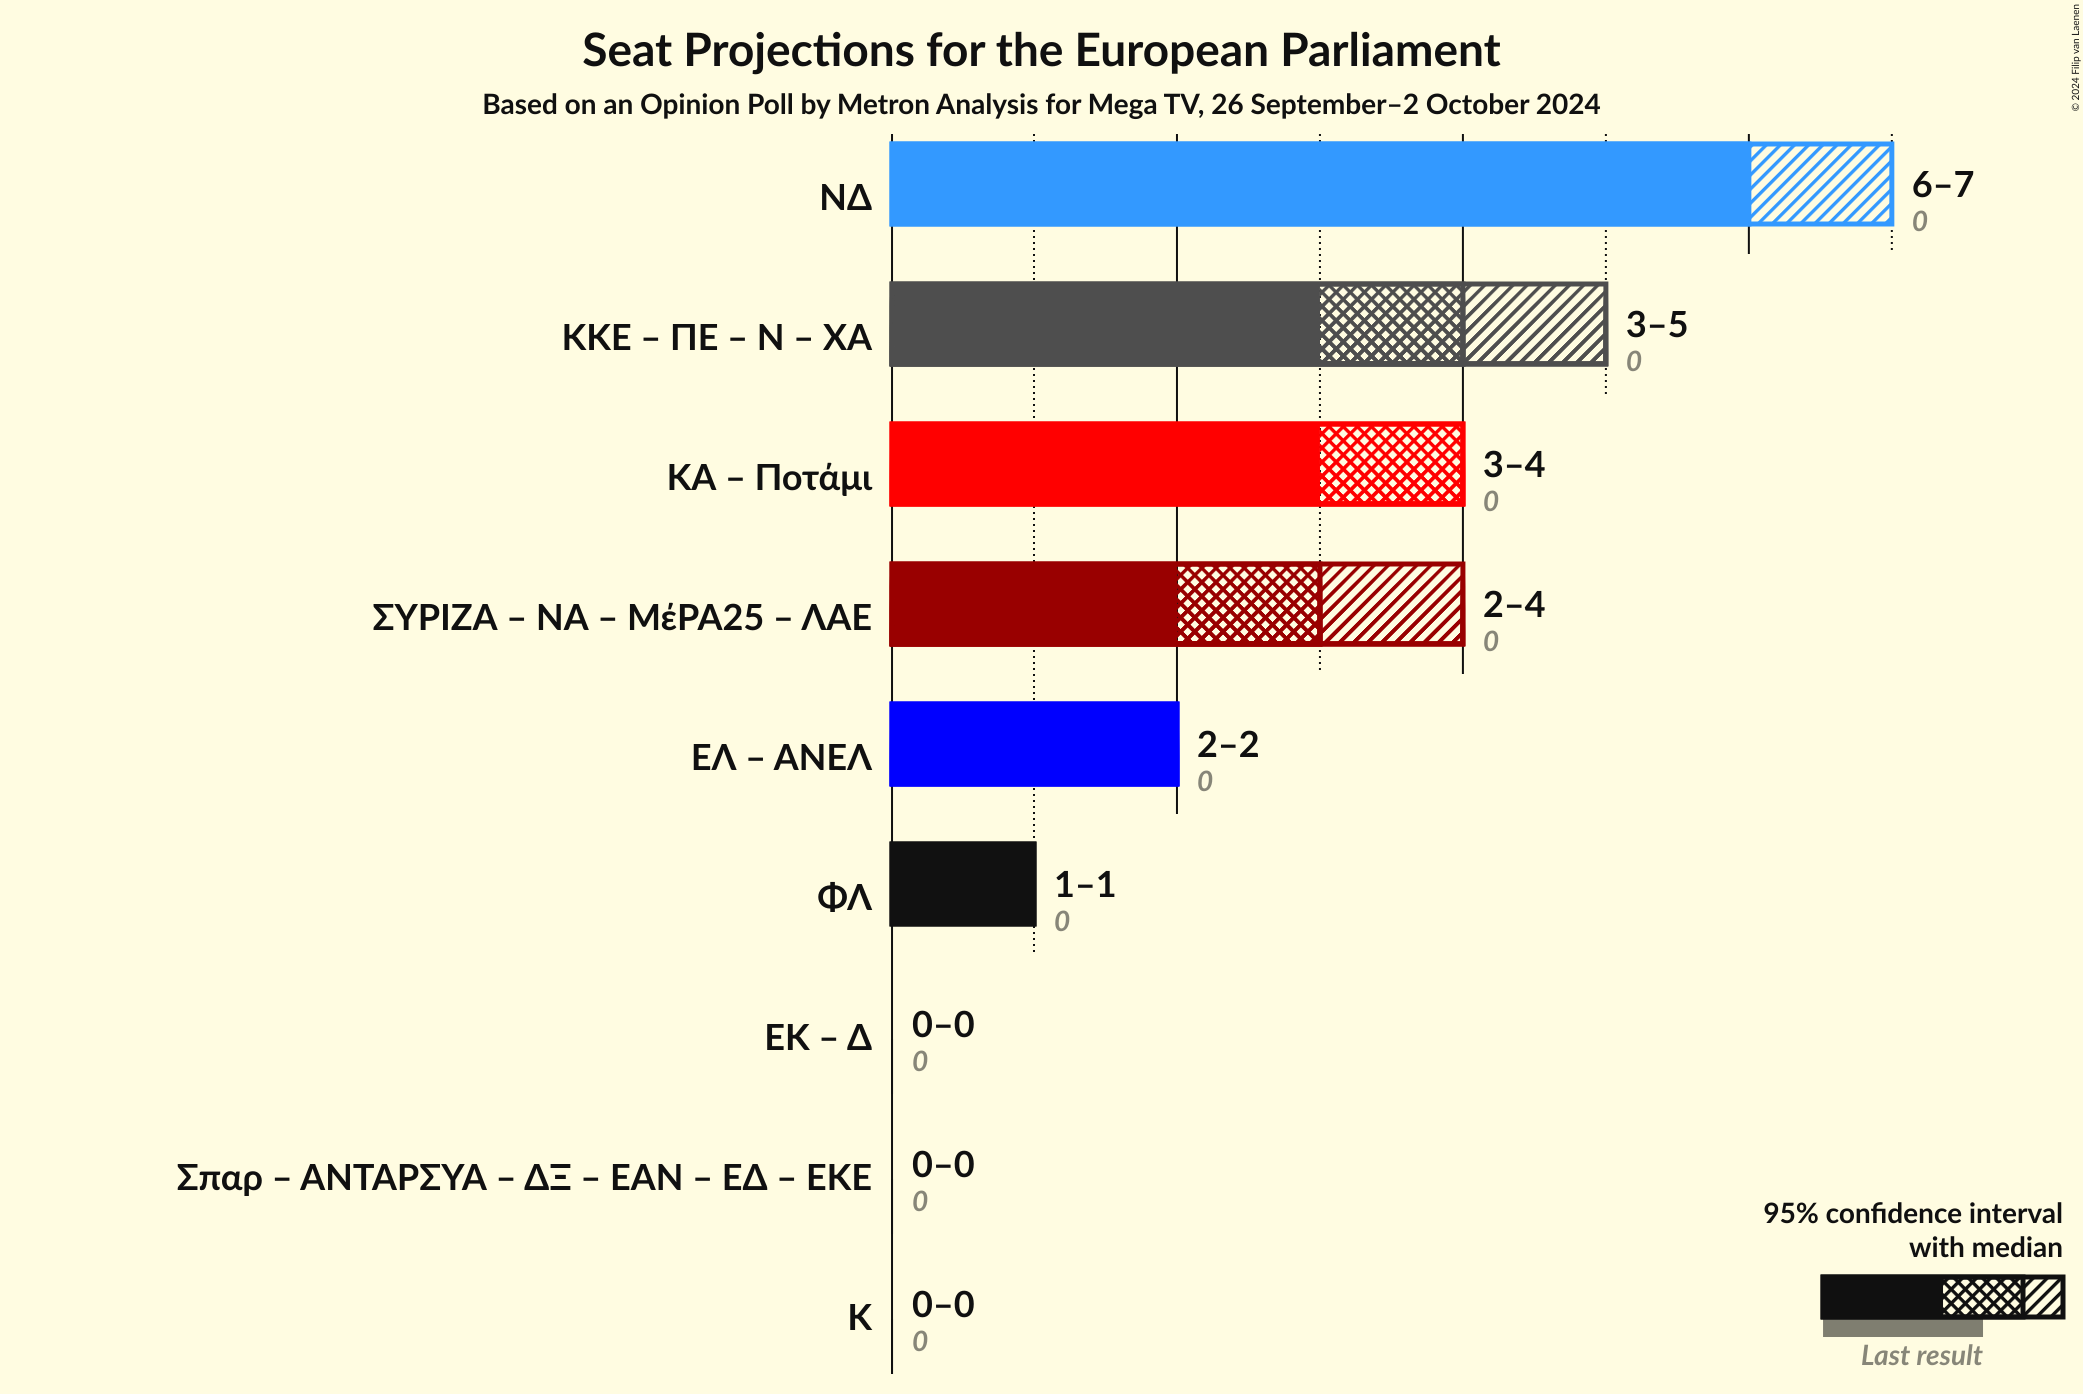 Seat Projections for the European Parliament
Based on an Opinion Poll by Metron Analysis for Mega TV, 26 September–2 October 2024
© 2024 Filip van Laenen
ΝΔ
6–7
0
ΚΚΕ – ΠΕ – Ν – ΧΑ
3–5
0
ΚΑ – Ποτάμι
3–4
0
ΣΥΡΙΖΑ – ΝΑ – ΜέΡΑ25 – ΛΑΕ
2–4
0
ΕΛ – ΑΝΕΛ
2–2
0
ΦΛ
1–1
0
ΕΚ – Δ
0–0
0
Σπαρ – ΑΝΤΑΡΣΥΑ – ΔΞ – ΕΑΝ – ΕΔ – ΕΚΕ
0–0
0
Κ
0–0
0
95% confidence interval
with median
Last result